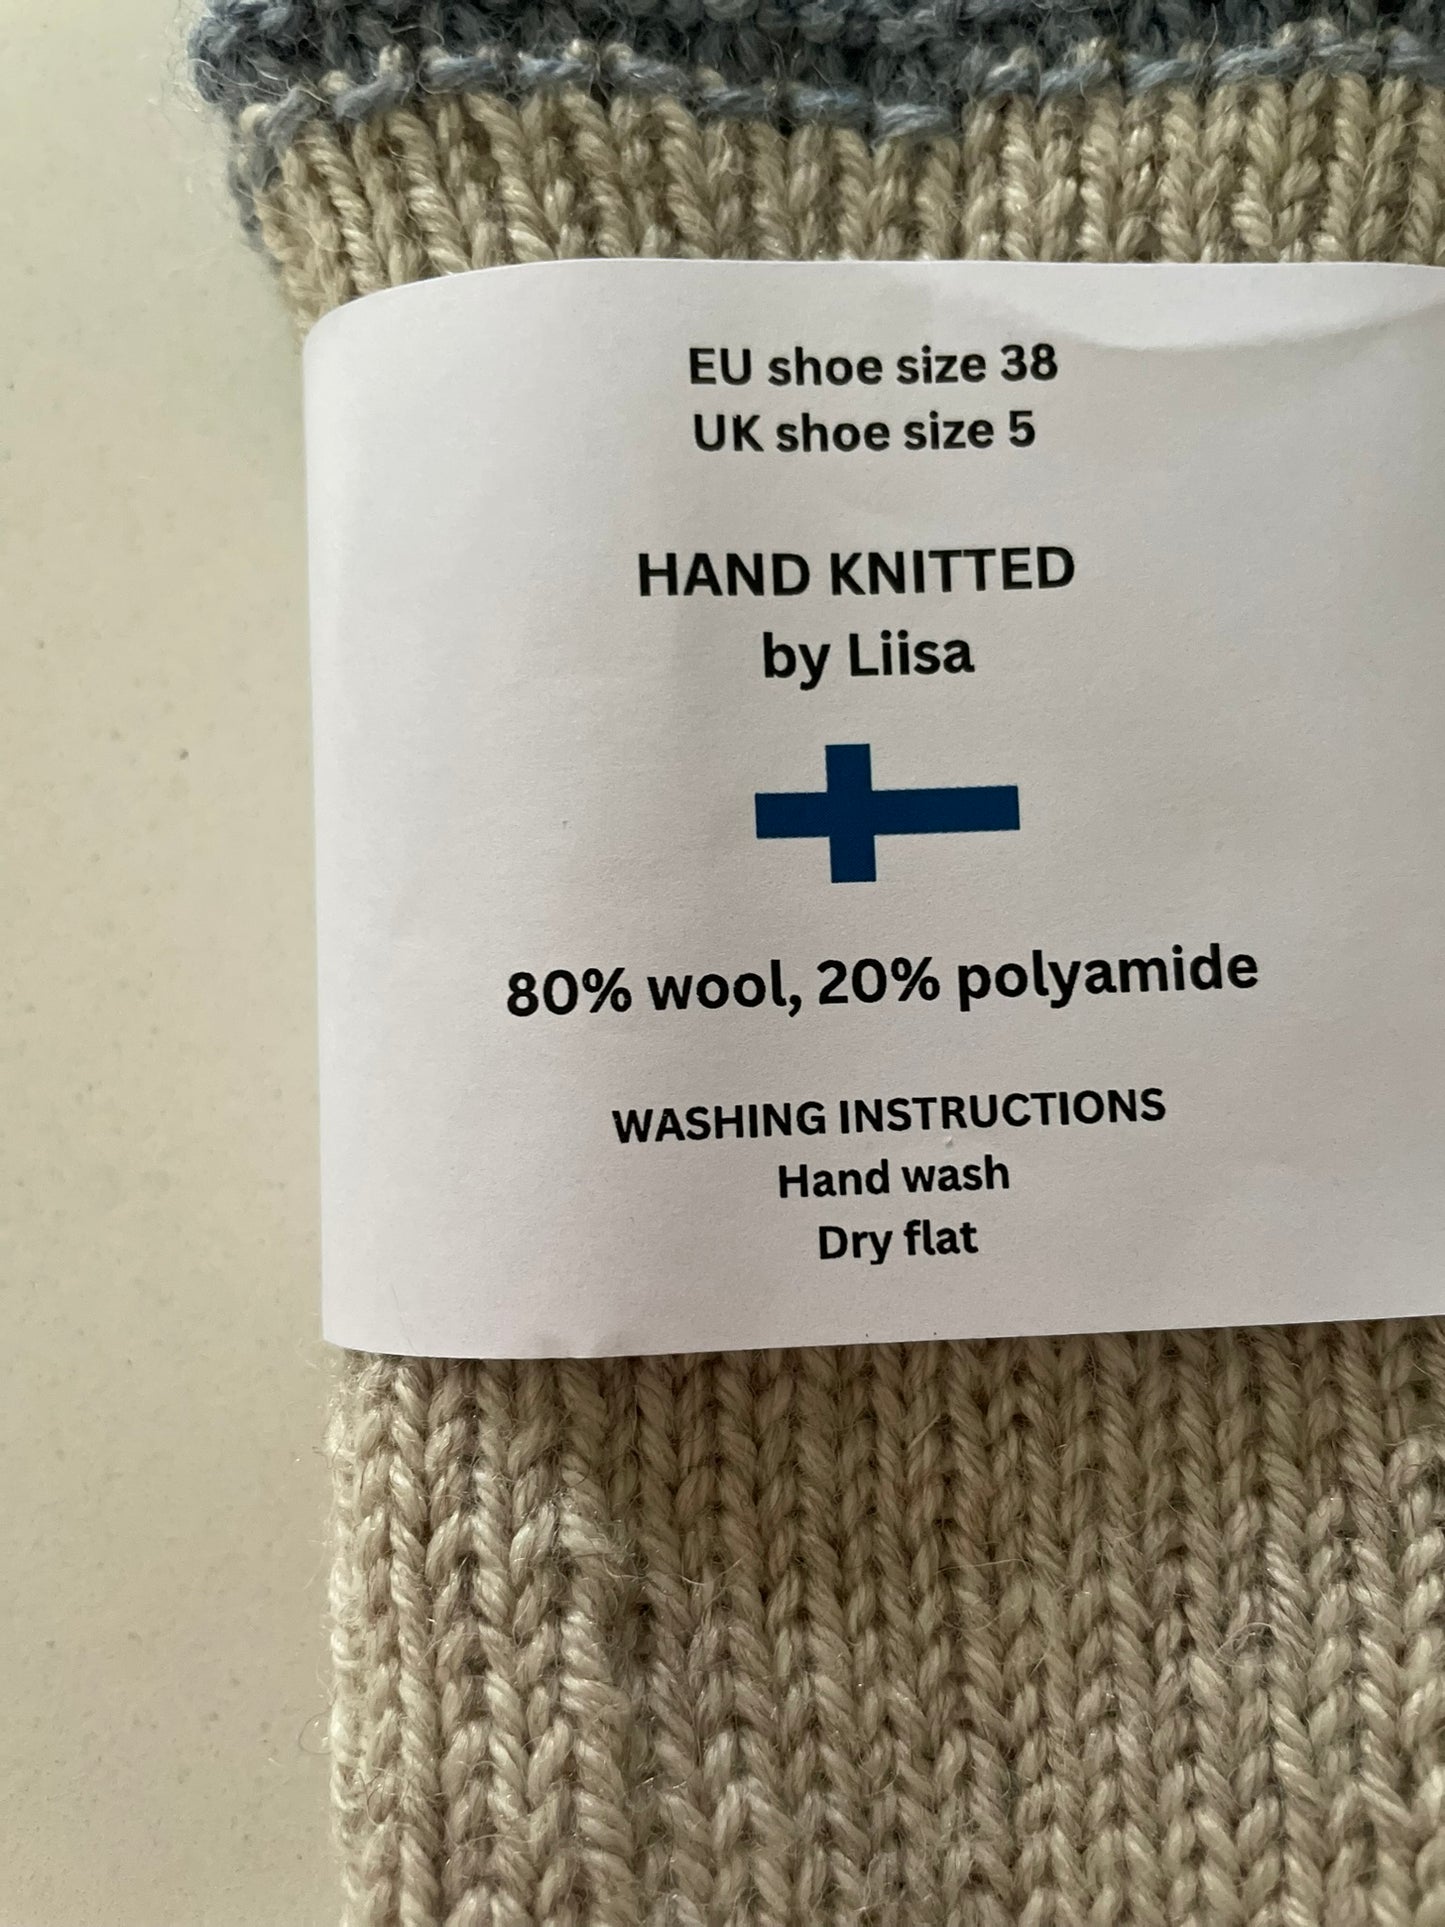 EU shoe size 38
UK shoe size 5
HAND KNITTED
by Liisa
80% wool, 20% polyamide
WASHING INSTRUCTIONS
Hand wash
Dry flat